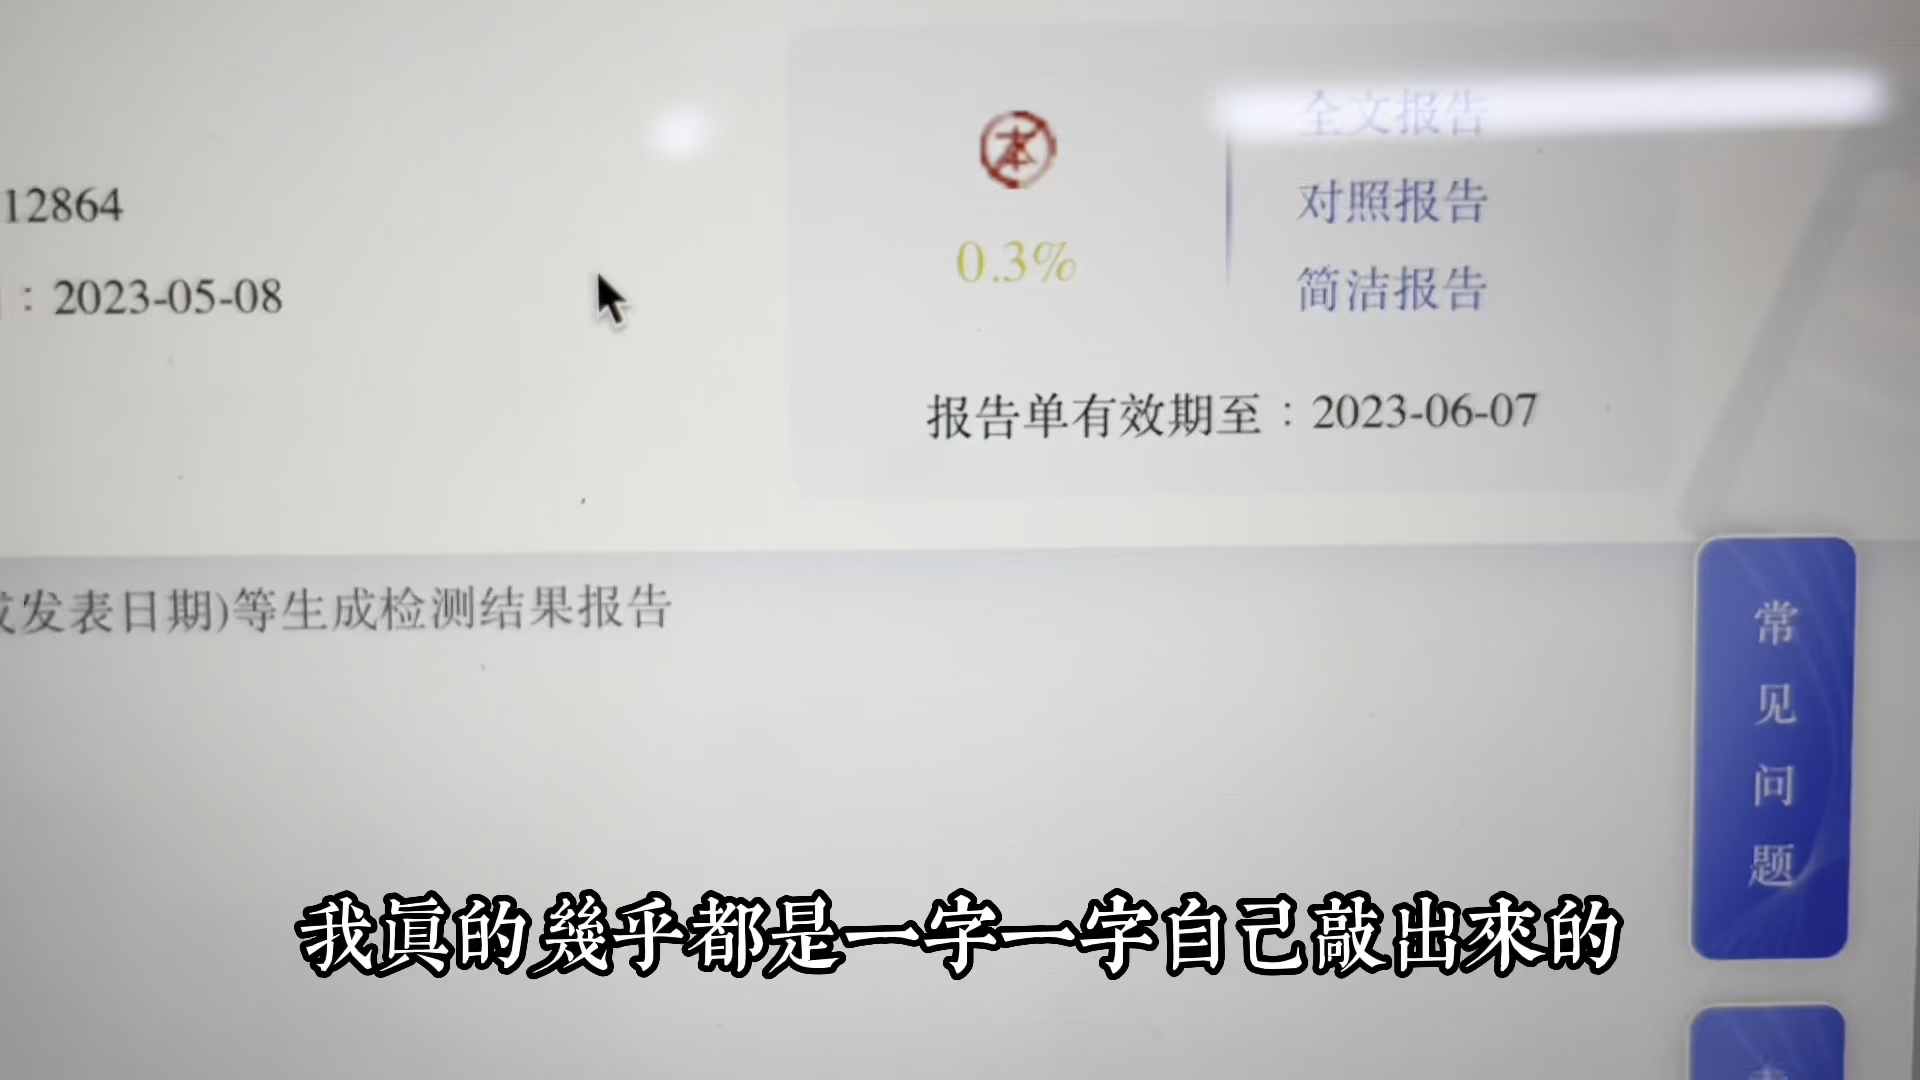 12864
：2023-05-08
本
0.3%
全文报告
对照报告
简洁报告
报告单有效期至：2023-06-07
发表日期)等生成检测结果报告
常见问题
我眞的 幾乎都是一字一字自己敲出來的